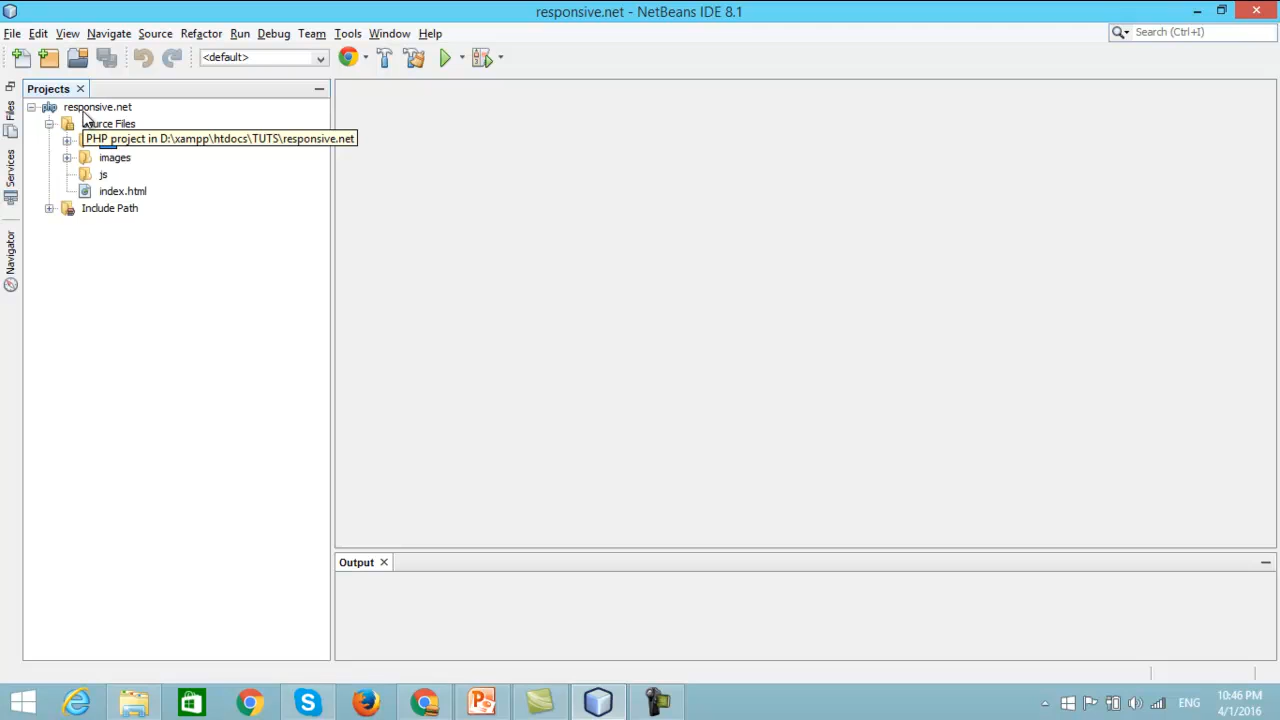 responsive.net - NetBeans IDE 8.1
File Edit View Navigate Source Refactor Run Debug Team Tools Window Help
Search (Ctrl+I)
<default>
Projects
Files
Services
Navigator
php responsive.net
urce Files
PHP project in D:\xampp\htdocs\TUTS\responsive.net
images
js
index.html
Include Path
Output
ENG
10:46 PM
4/1/2016